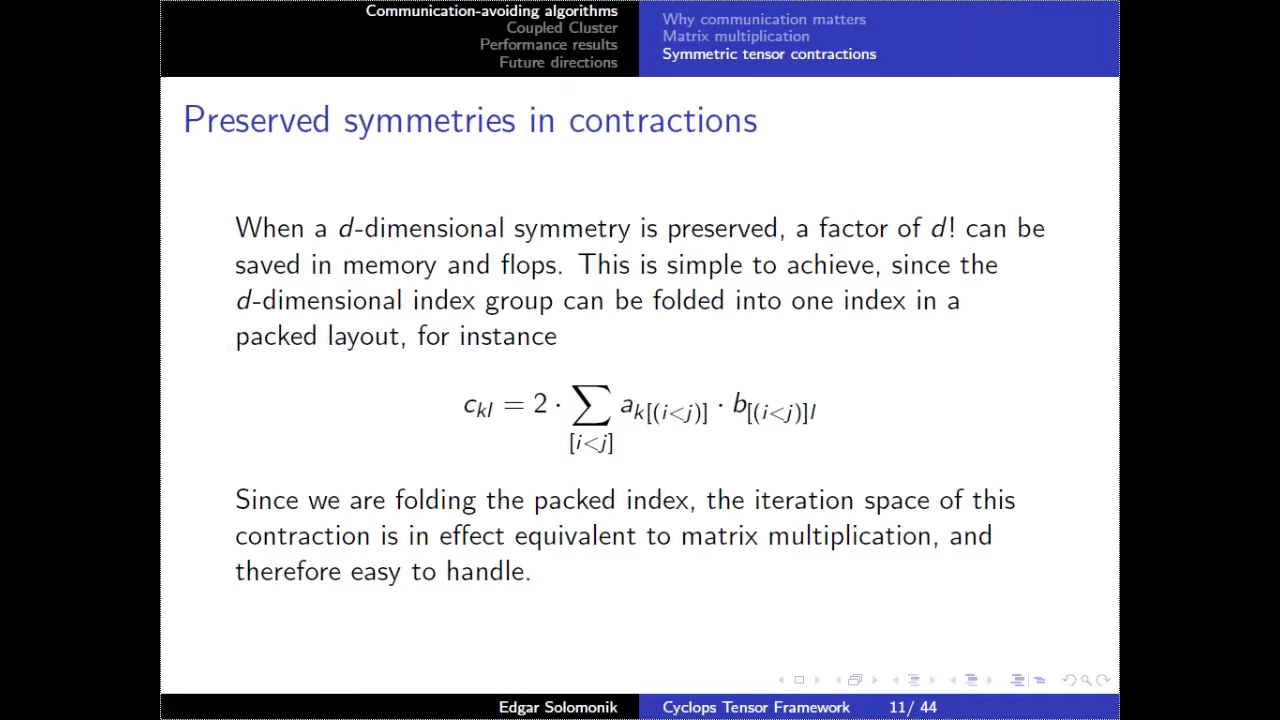 Communication-avoiding algorithms
Coupled Cluster
Performance results
Future directions
Why communication matters
Matrix multiplication
Symmetric tensor contractions
Preserved symmetries in contractions
When a d-dimensional symmetry is preserved, a factor of d! can be
saved in memory and flops. This is simple to achieve, since the
d-dimensional index group can be folded into one index in a
packed layout, for instance
c_{kl} = 2 · ∑_{[i<j]} a_{k[(i<j)]} · b_{[(i<j)]l}
Since we are folding the packed index, the iteration space of this
contraction is in effect equivalent to matrix multiplication, and
therefore easy to handle.
Edgar Solomonik
Cyclops Tensor Framework
11/ 44